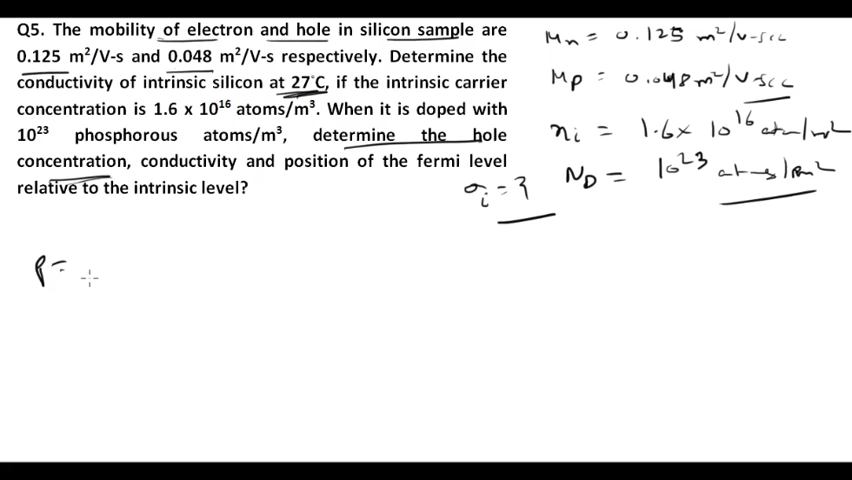 Q5. The mobility of electron and hole in silicon sample are
0.125 m²/V-s and 0.048 m²/V-s respectively. Determine the
conductivity of intrinsic silicon at 27°C, if the intrinsic carrier
concentration is 1.6 x 10¹⁶ atoms/m³. When it is doped with
10²³ phosphorous atoms/m³, determine the hole
concentration, conductivity and position of the fermi level
relative to the intrinsic level?
μn = 0.125 m²/V-sec
μp = 0.048 m²/V-sec
ni = 1.6x 10¹⁶ atm/m²
ND = 10²³
σi = ?
P =